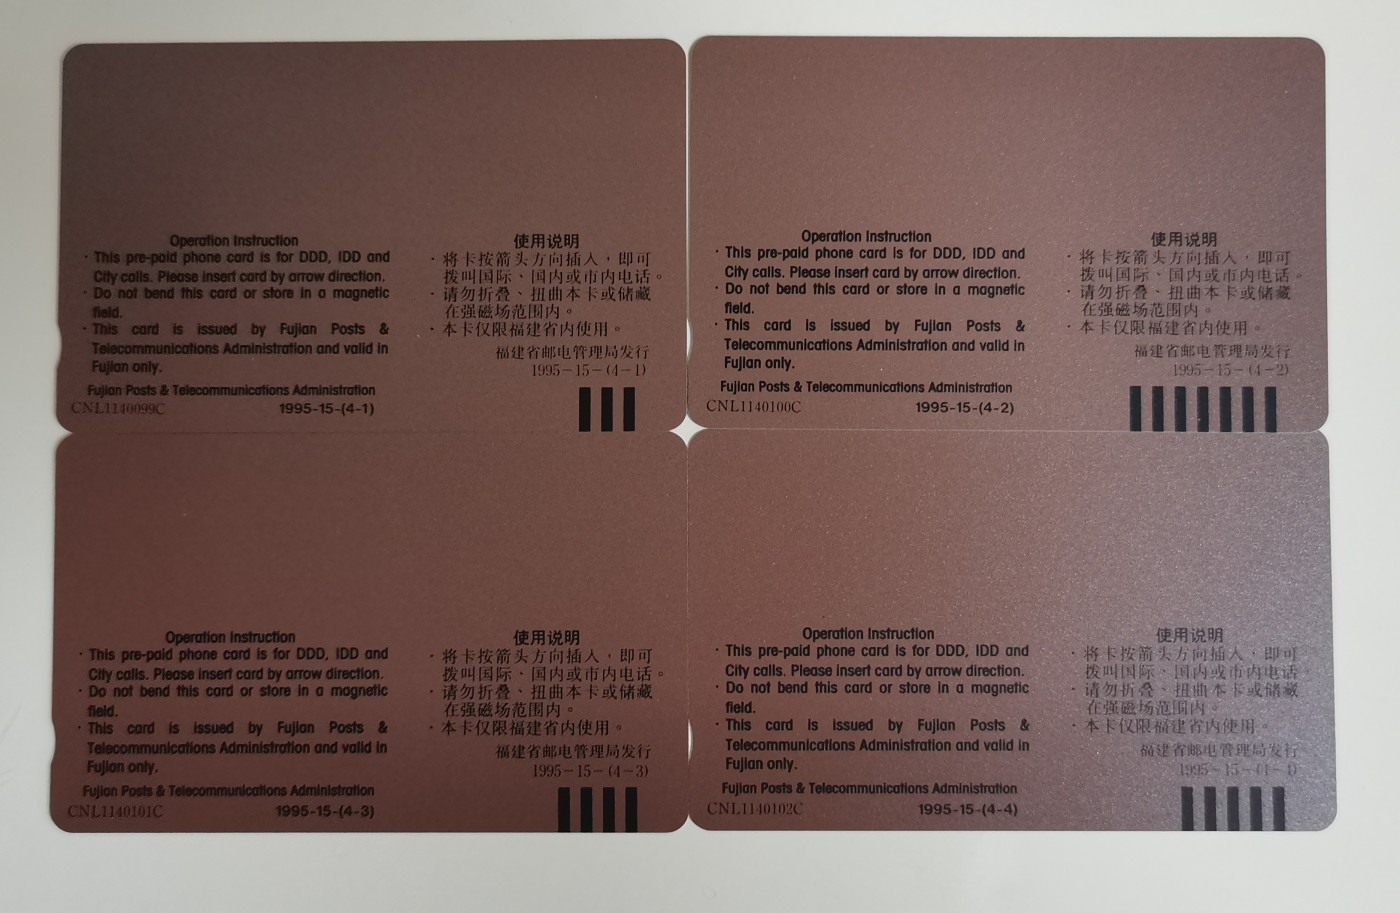 Operation Instruction
· This pre-paid phone card is for DDD, IDD and
City calls. Please insert card by arrow direction.
· Do not bend this card or store in a magnetic
field.
· This card is issued by Fujian Posts &
Telecommunications Administration and valid in
Fujian only.
Fujian Posts & Telecommunications Administration
CNL1140099C 1995-15-(4-1)
使用说明
· 将卡按箭头方向插入，即可
拨叫国际、国内或市内电话。
· 请勿折叠、扭曲本卡或储藏
在强磁场范围内。
· 本卡仅限福建省内使用。
福建省邮电管理局发行
1995－15－(4－1)
Operation Instruction
· This pre-paid phone card is for DDD, IDD and
City calls. Please insert card by arrow direction.
· Do not bend this card or store in a magnetic
field.
· This card is issued by Fujian Posts &
Telecommunications Administration and valid in
Fujian only.
Fujian Posts & Telecommunications Administration
CNL1140100C 1995-15-(4-2)
使用说明
· 将卡按箭头方向插入，即可
拨叫国际、国内或市内电话。
· 请勿折叠、扭曲本卡或储藏
在强磁场范围内。
· 本卡仅限福建省内使用。
福建省邮电管理局发行
1995－15－(4－2)
Operation Instruction
· This pre-paid phone card is for DDD, IDD and
City calls. Please insert card by arrow direction.
· Do not bend this card or store in a magnetic
field.
· This card is issued by Fujian Posts &
Telecommunications Administration and valid in
Fujian only.
Fujian Posts & Telecommunications Administration
CNL1140101C 1995-15-(4-3)
使用说明
· 将卡按箭头方向插入，即可
拨叫国际、国内或市内电话。
· 请勿折叠、扭曲本卡或储藏
在强磁场范围内。
· 本卡仅限福建省内使用。
福建省邮电管理局发行
1995－15－(4－3)
Operation Instruction
· This pre-paid phone card is for DDD, IDD and
City calls. Please insert card by arrow direction.
· Do not bend this card or store in a magnetic
field.
· This card is issued by Fujian Posts &
Telecommunications Administration and valid in
Fujian only.
Fujian Posts & Telecommunications Administration
CNL1140102C 1995-15-(4-4)
使用说明
· 将卡按箭头方向插入，即可
拨叫国际、国内或市内电话。
· 请勿折叠、扭曲本卡或储藏
在强磁场范围内。
· 本卡仅限福建省内使用。
福建省邮电管理局发行